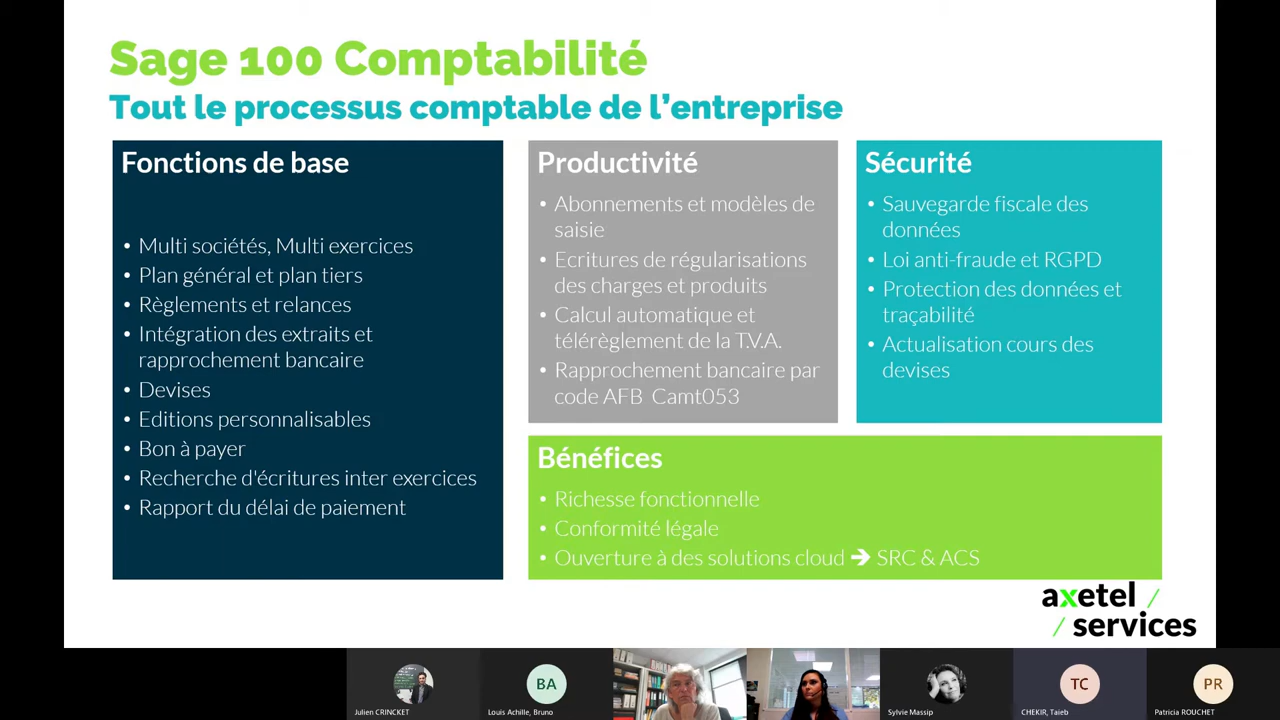 Sage 100 Comptabilité
Tout le processus comptable de l'entreprise
Fonctions de base
• Multi sociétés, Multi exercices
• Plan général et plan tiers
• Règlements et relances
• Intégration des extraits et
rapprochement bancaire
• Devises
• Editions personnalisables
• Bon à payer
• Recherche d'écritures inter exercices
• Rapport du délai de paiement
Productivité
• Abonnements et modèles de
saisie
• Ecritures de régularisations
des charges et produits
• Calcul automatique et
télérèglement de la T.V.A.
• Rapprochement bancaire par
code AFB Camt053
Sécurité
• Sauvegarde fiscale des
données
• Loi anti-fraude et RGPD
• Protection des données et
traçabilité
• Actualisation cours des
devises
Bénéfices
• Richesse fonctionnelle
• Conformité légale
• Ouverture à des solutions cloud ➔ SRC & ACS
axetel /
/ services
Julien CRINCKET
BA
Louis Achille, Bruno
Sylvie Massip
TC
CHEKIR, Taieb
PR
Patricia ROUCHET